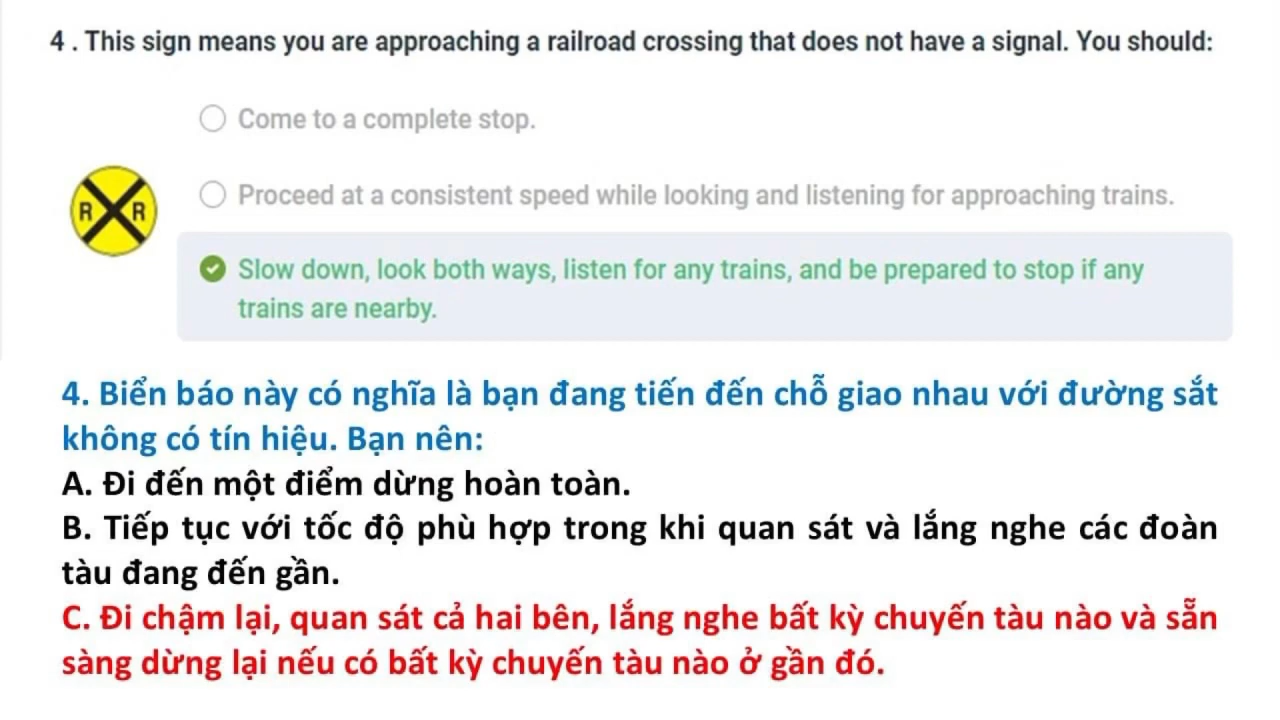 4 . This sign means you are approaching a railroad crossing that does not have a signal. You should:
Come to a complete stop.
Proceed at a consistent speed while looking and listening for approaching trains.
R R
Slow down, look both ways, listen for any trains, and be prepared to stop if any
trains are nearby.
4. Biển báo này có nghĩa là bạn đang tiến đến chỗ giao nhau với đường sắt
không có tín hiệu. Bạn nên:
A. Đi đến một điểm dừng hoàn toàn.
B. Tiếp tục với tốc độ phù hợp trong khi quan sát và lắng nghe các đoàn
tàu đang đến gần.
C. Đi chậm lại, quan sát cả hai bên, lắng nghe bất kỳ chuyến tàu nào và sẵn
sàng dừng lại nếu có bất kỳ chuyến tàu nào ở gần đó.